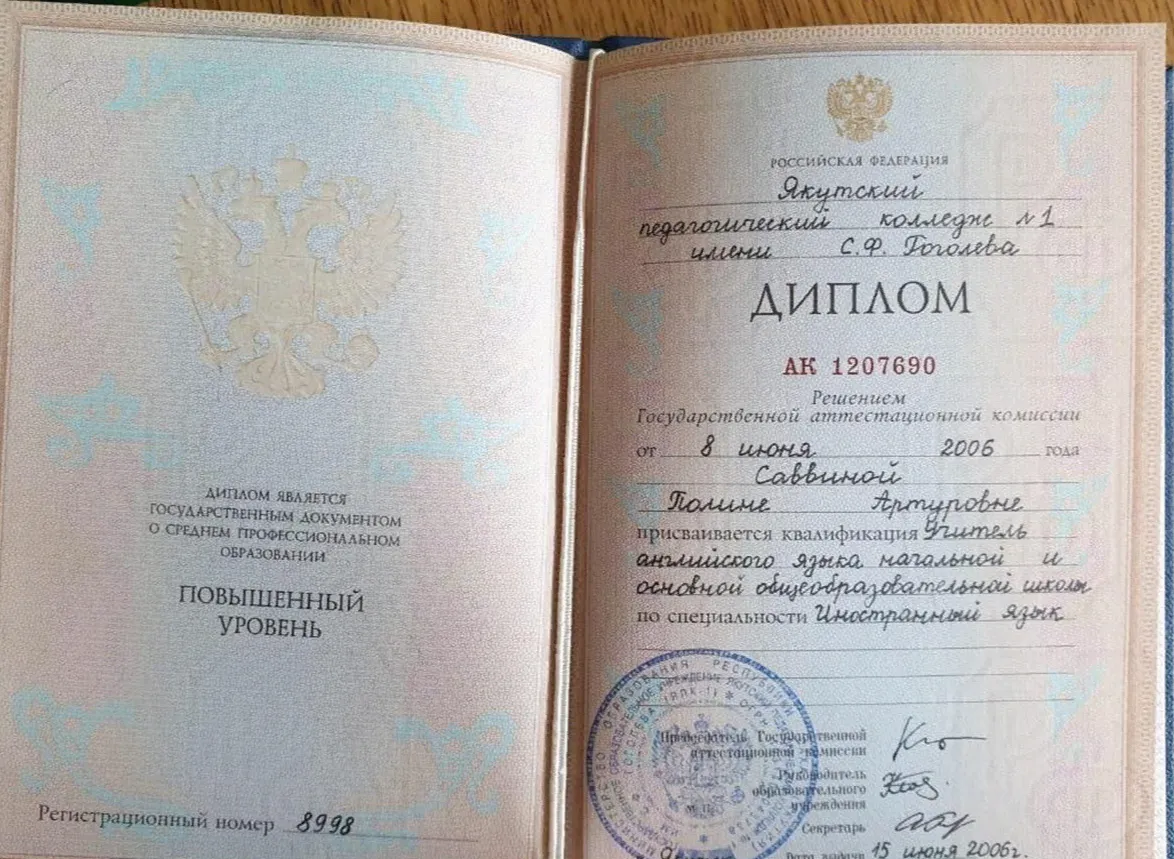 ДИПЛОМ ЯВЛЯЕТСЯ
ГОСУДАРСТВЕННЫМ ДОКУМЕНТОМ
О СРЕДНЕМ ПРОФЕССИОНАЛЬНОМ
ОБРАЗОВАНИИ
ПОВЫШЕННЫЙ
УРОВЕНЬ
Регистрационный номер 8998
РОССИЙСКАЯ ФЕДЕРАЦИЯ
Якутский
педагогический колледж №1
имени С.Ф. Гоголева
ДИПЛОМ
АК 1207690
Решением
Государственной аттестационной комиссии
от 8 июня 2006 года
Саввиной
Полине Артуровне
присваивается квалификация Учитель
английского языка начальной и
основной общеобразовательной школы
по специальности Иностранный язык
Председатель Государственной
аттестационной комиссии
Руководитель
образовательного
учреждения
Секретарь
Дата выдачи 15 июня 2006г.